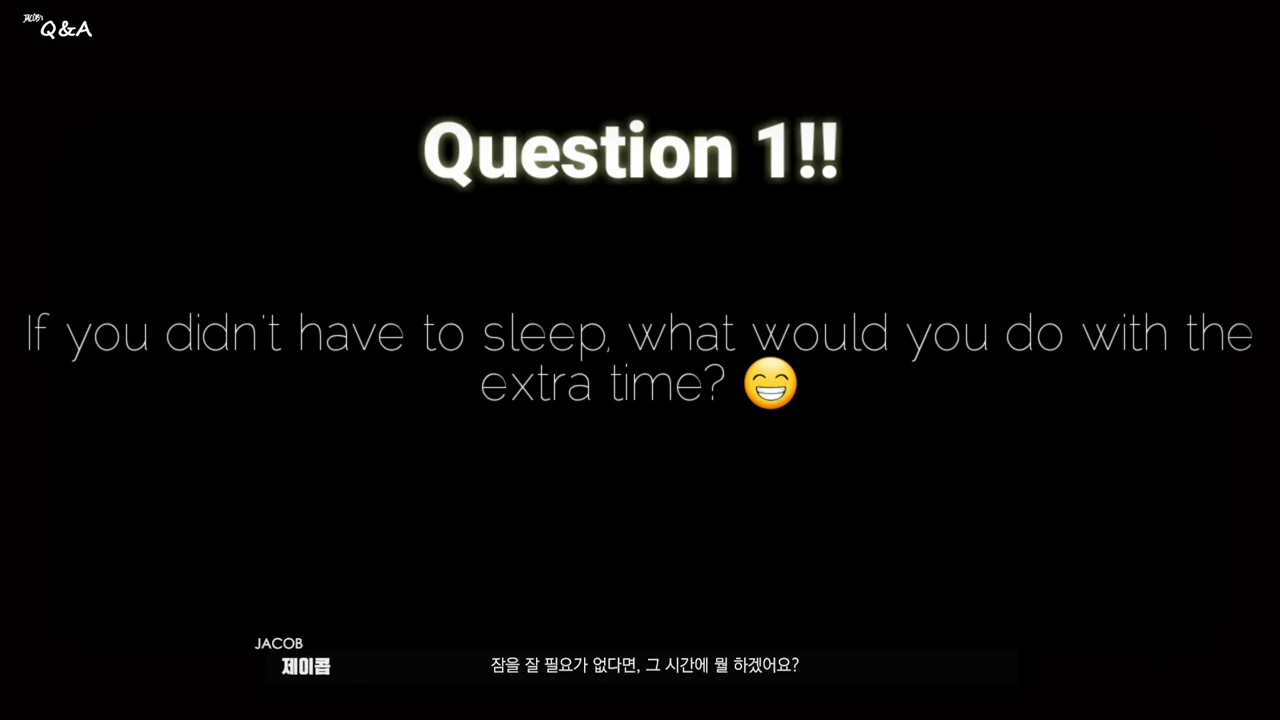 JACOB's
Q&A
Question 1!!
If you didn't have to sleep, what would you do with the
extra time? 😁
JACOB
제이콥
잠을 잘 필요가 없다면, 그 시간에 뭘 하겠어요?